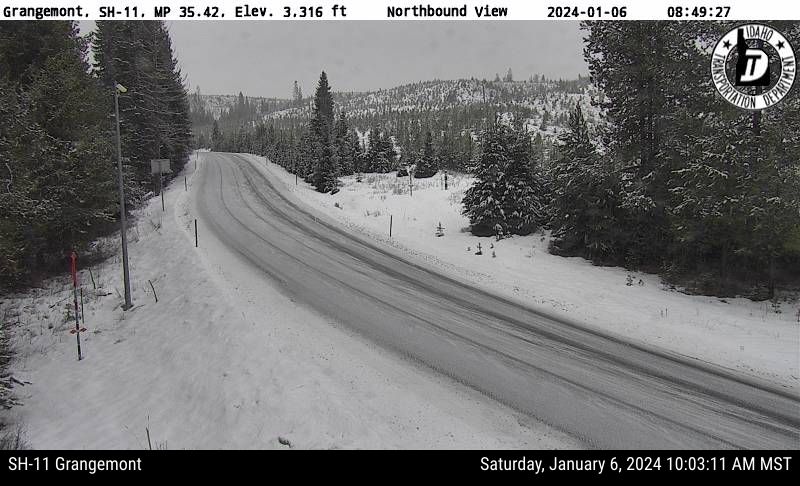 Grangemont, SH-11, MP 35.42, Elev. 3,316 ft Northbound View 2024-01-06 08:49:27
IDAHO
TRANSPORTATION DEPARTMENT
SH-11 Grangemont Saturday, January 6, 2024 10:03:11 AM MST